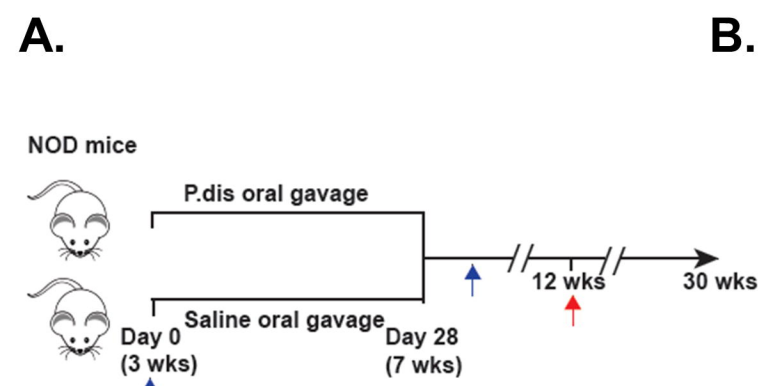 A.
B.
NOD mice
P.dis oral gavage
12 wks
30 wks
Saline oral gavage
Day 0
(3 wks)
Day 28
(7 wks)